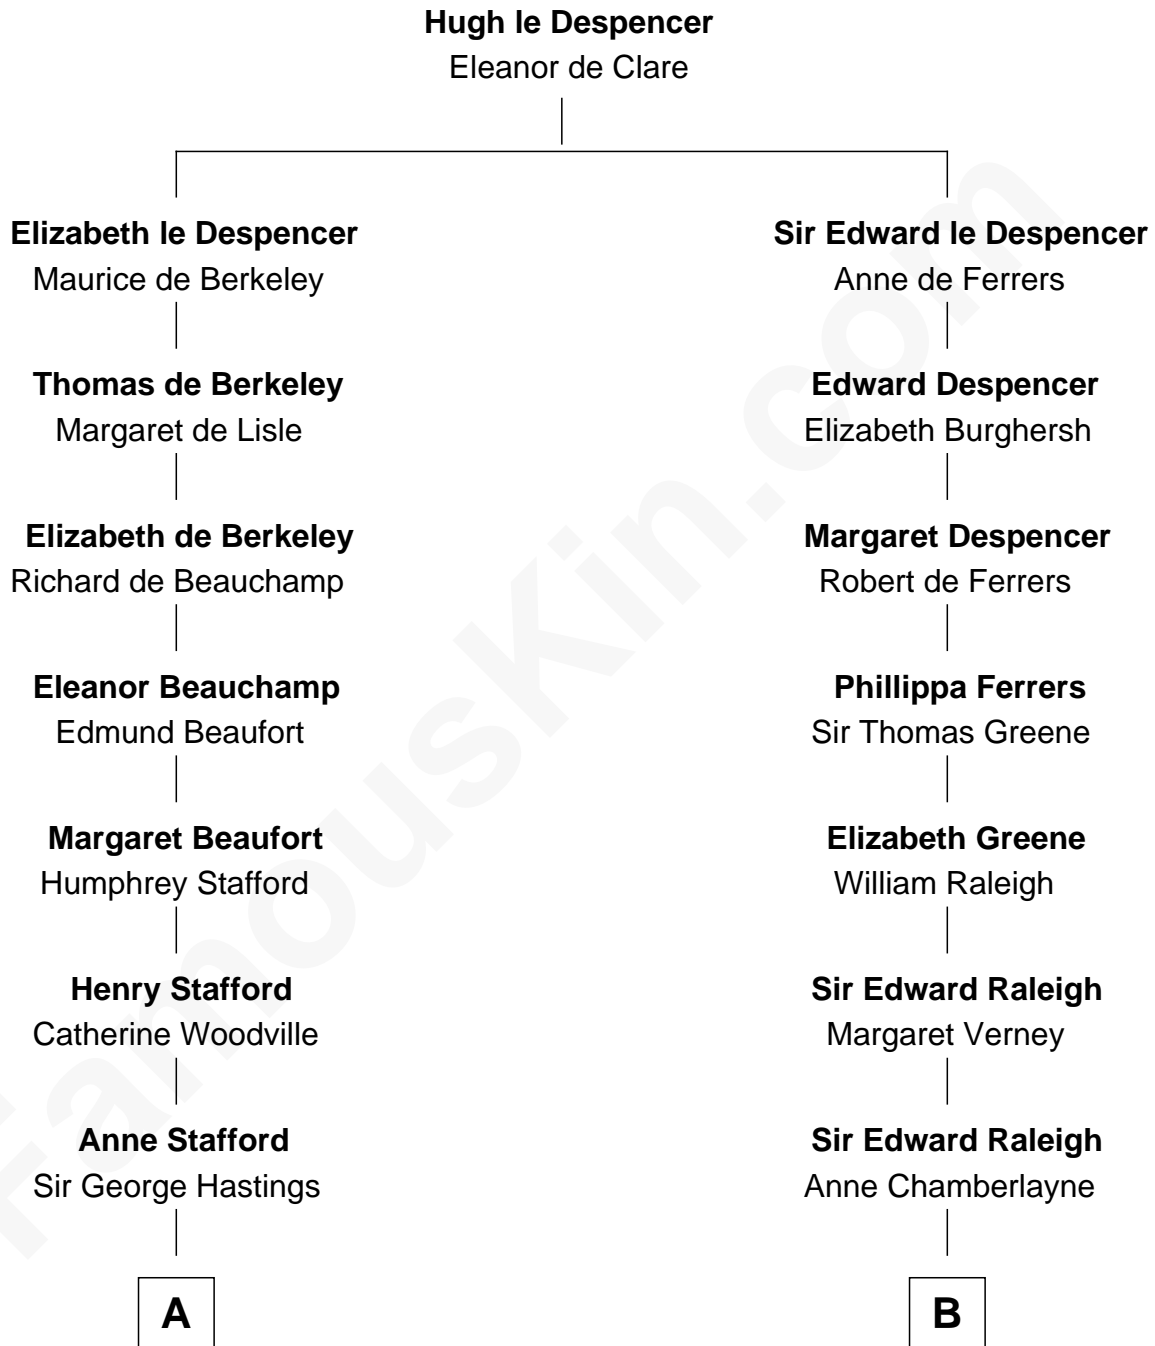 Hugh le Despencer
Eleanor de Clare
Elizabeth le Despencer
Maurice de Berkeley
Sir Edward le Despencer
Anne de Ferrers
Thomas de Berkeley
Margaret de Lisle
Edward Despencer
Elizabeth Burghersh
Elizabeth de Berkeley
Richard de Beauchamp
Margaret Despencer
Robert de Ferrers
Eleanor Beauchamp
Edmund Beaufort
Phillippa Ferrers
Sir Thomas Greene
Margaret Beaufort
Humphrey Stafford
Elizabeth Greene
William Raleigh
Henry Stafford
Catherine Woodville
Sir Edward Raleigh
Margaret Verney
Anne Stafford
Sir George Hastings
Sir Edward Raleigh
Anne Chamberlayne
A
B
FamousKin.com